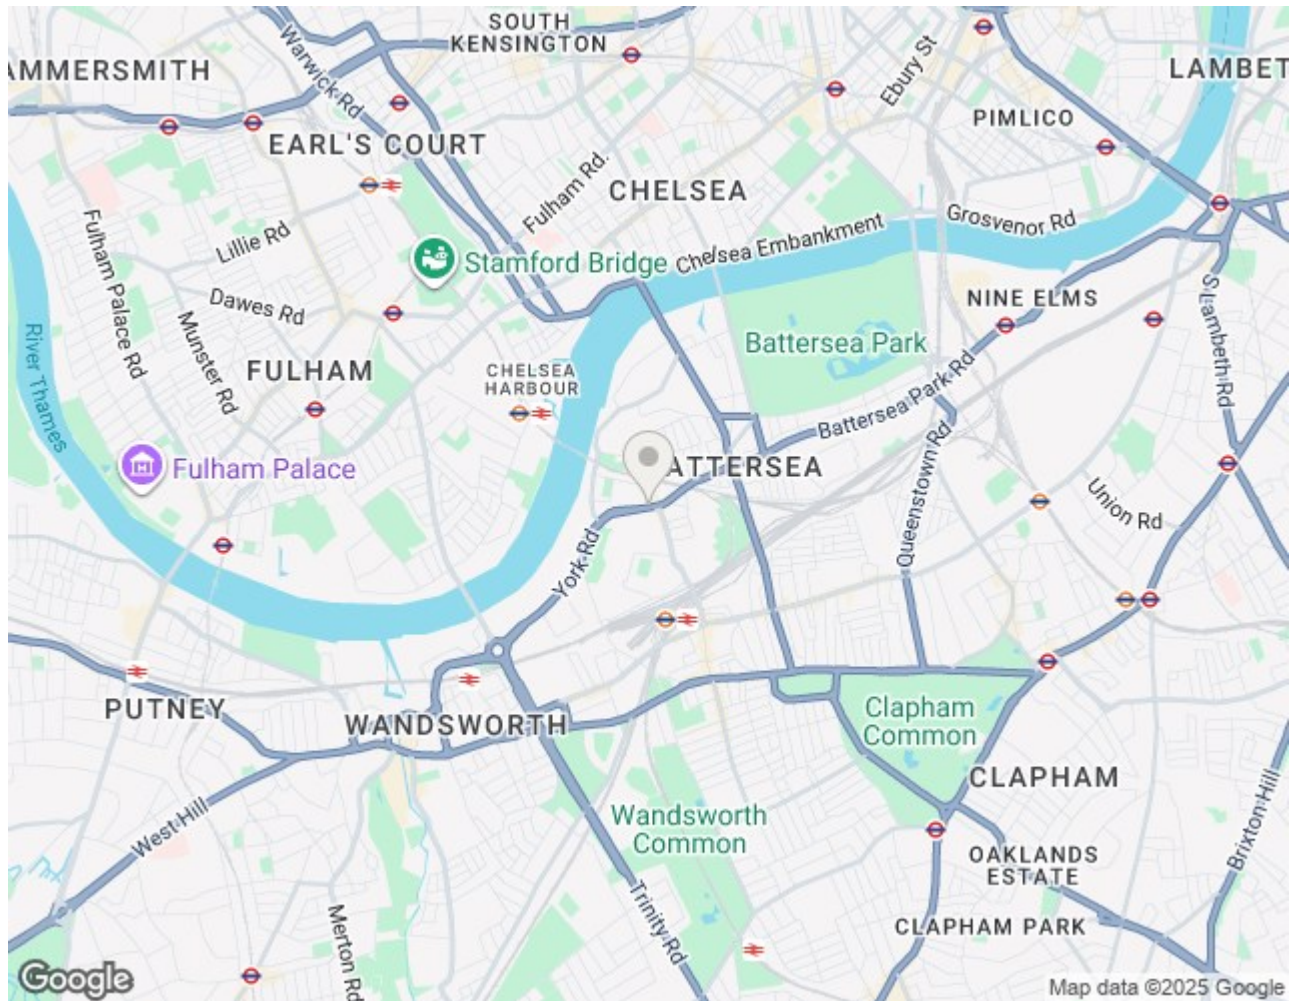 SOUTH
KENSINGTON
Warwick Rd
AMMERSMITH
Ebury St
LAMBET
PIMLICO
EARL'S COURT
CHELSEA
Fulham Rd.
Grosvenor Rd
Chelsea Embankment
Fulham Palace Rd
Lillie Rd
Stamford Bridge
Dawes Rd
NINE ELMS
S Lambeth Rd
Munster Rd
River Thames
Battersea Park
FULHAM
CHELSEA
HARBOUR
Battersea Park Rd
Fulham Palace
ATTERSEA
Queenstown Rd
Union Rd
York Rd
PUTNEY
WANDSWORTH
Clapham
Common
CLAPHAM
West Hill
Wandsworth
Common
Brixton Hill
OAKLANDS
ESTATE
Trinity Rd
CLAPHAM PARK
Merton Rd
Google
Map data ©2025 Google